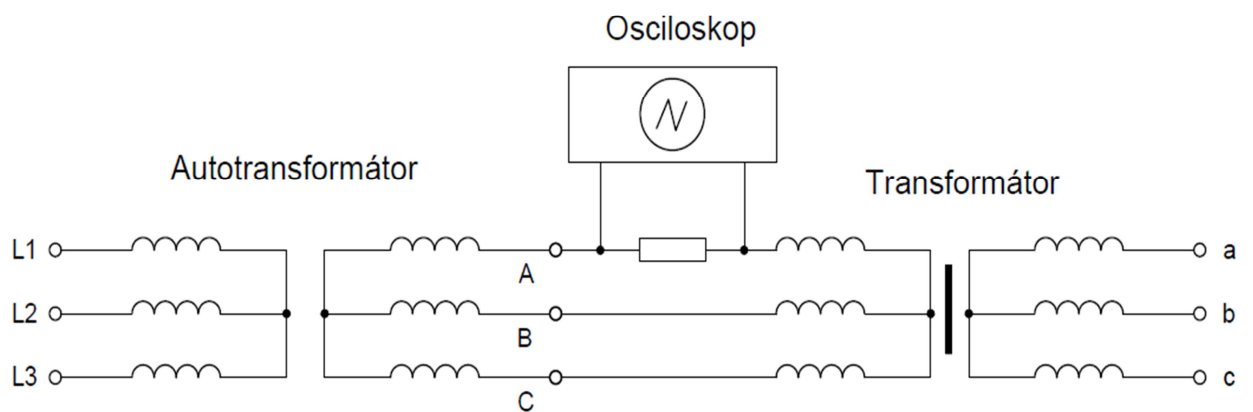 Osciloskop
Autotransformátor
Transformátor
L1
A
a
L2
B
b
L3
C
c